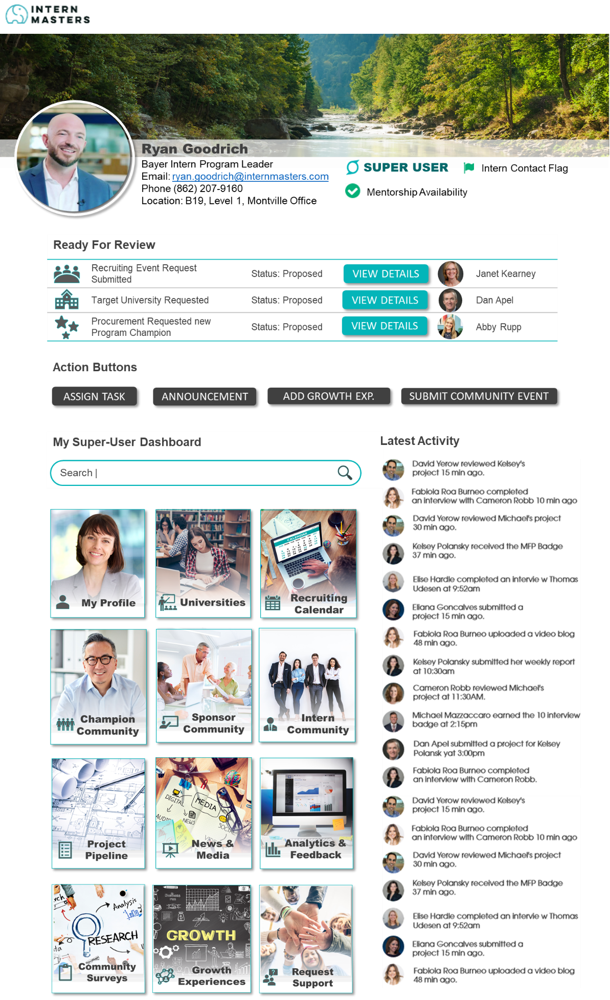 INTERN
MASTERS
Ryan Goodrich
Bayer Intern Program Leader
Email: ryan.goodrich@internmasters.com
Phone (862) 207-9160
Location: B19, Level 1, Montville Office
SUPER USER
Intern Contact Flag
Mentorship Availability
Ready For Review
Recruiting Event Request
Submitted
Status: Proposed
VIEW DETAILS
Janet Kearney
Target University Requested
Status: Proposed
VIEW DETAILS
Dan Apel
Procurement Requested new
Program Champion
Status: Proposed
VIEW DETAILS
Abby Rupp
Action Buttons
ASSIGN TASK
ANNOUNCEMENT
ADD GROWTH EXP.
SUBMIT COMMUNITY EVENT
My Super-User Dashboard
Search |
My Profile
Universities
CALENDAR
Recruiting
Calendar
Champion
Community
Sponsor
Community
Intern
Community
Project
Pipeline
DIGITAL
MEDIA
NEWS
News &
Media
Analytics &
Feedback
Analysis
RESEARCH
Community
Surveys
GROWTH
Growth
Experiences
Request
Support
Latest Activity
David Yerow reviewed Kelsey's
project 15 min ago.
Fabiola Roa Burneo completed
an interview with Cameron Robb 10 min ago
David Yerow reviewed Michael's project
30 min ago.
Kelsey Polansky received the MFP Badge
37 min ago.
Elise Hardle completed an intervie w Thomas
Udesen at 9:52am
Eliana Goncalves submitted a
project 15 min ago.
Fabiola Roa Burneo uploaded a video blog
48 min ago.
Kelsey Polansky submitted her weekly report
at 10:30am
Cameron Robb reviewed Michael's
project at 11:30AM.
Michael Mazzaccaro earned the 10 interview
badge at 2:15pm
Dan Apel submitted a project for Kelsey
Polansk yat 3:00pm
Fabiola Roa Burneo completed
an interview with Cameron Robb.
David Yerow reviewed Kelsey's
project 15 min ago.
Fabiola Roa Burneo completed
an interview with Cameron Robb 10 min ago
David Yerow reviewed Michael's project
30 min ago.
Kelsey Polansky received the MFP Badge
37 min ago.
Elise Hardle completed an intervie w Thomas
Udesen at 9:52am
Eliana Goncalves submitted a
project 15 min ago.
Fabiola Roa Burneo uploaded a video blog
48 min ago.